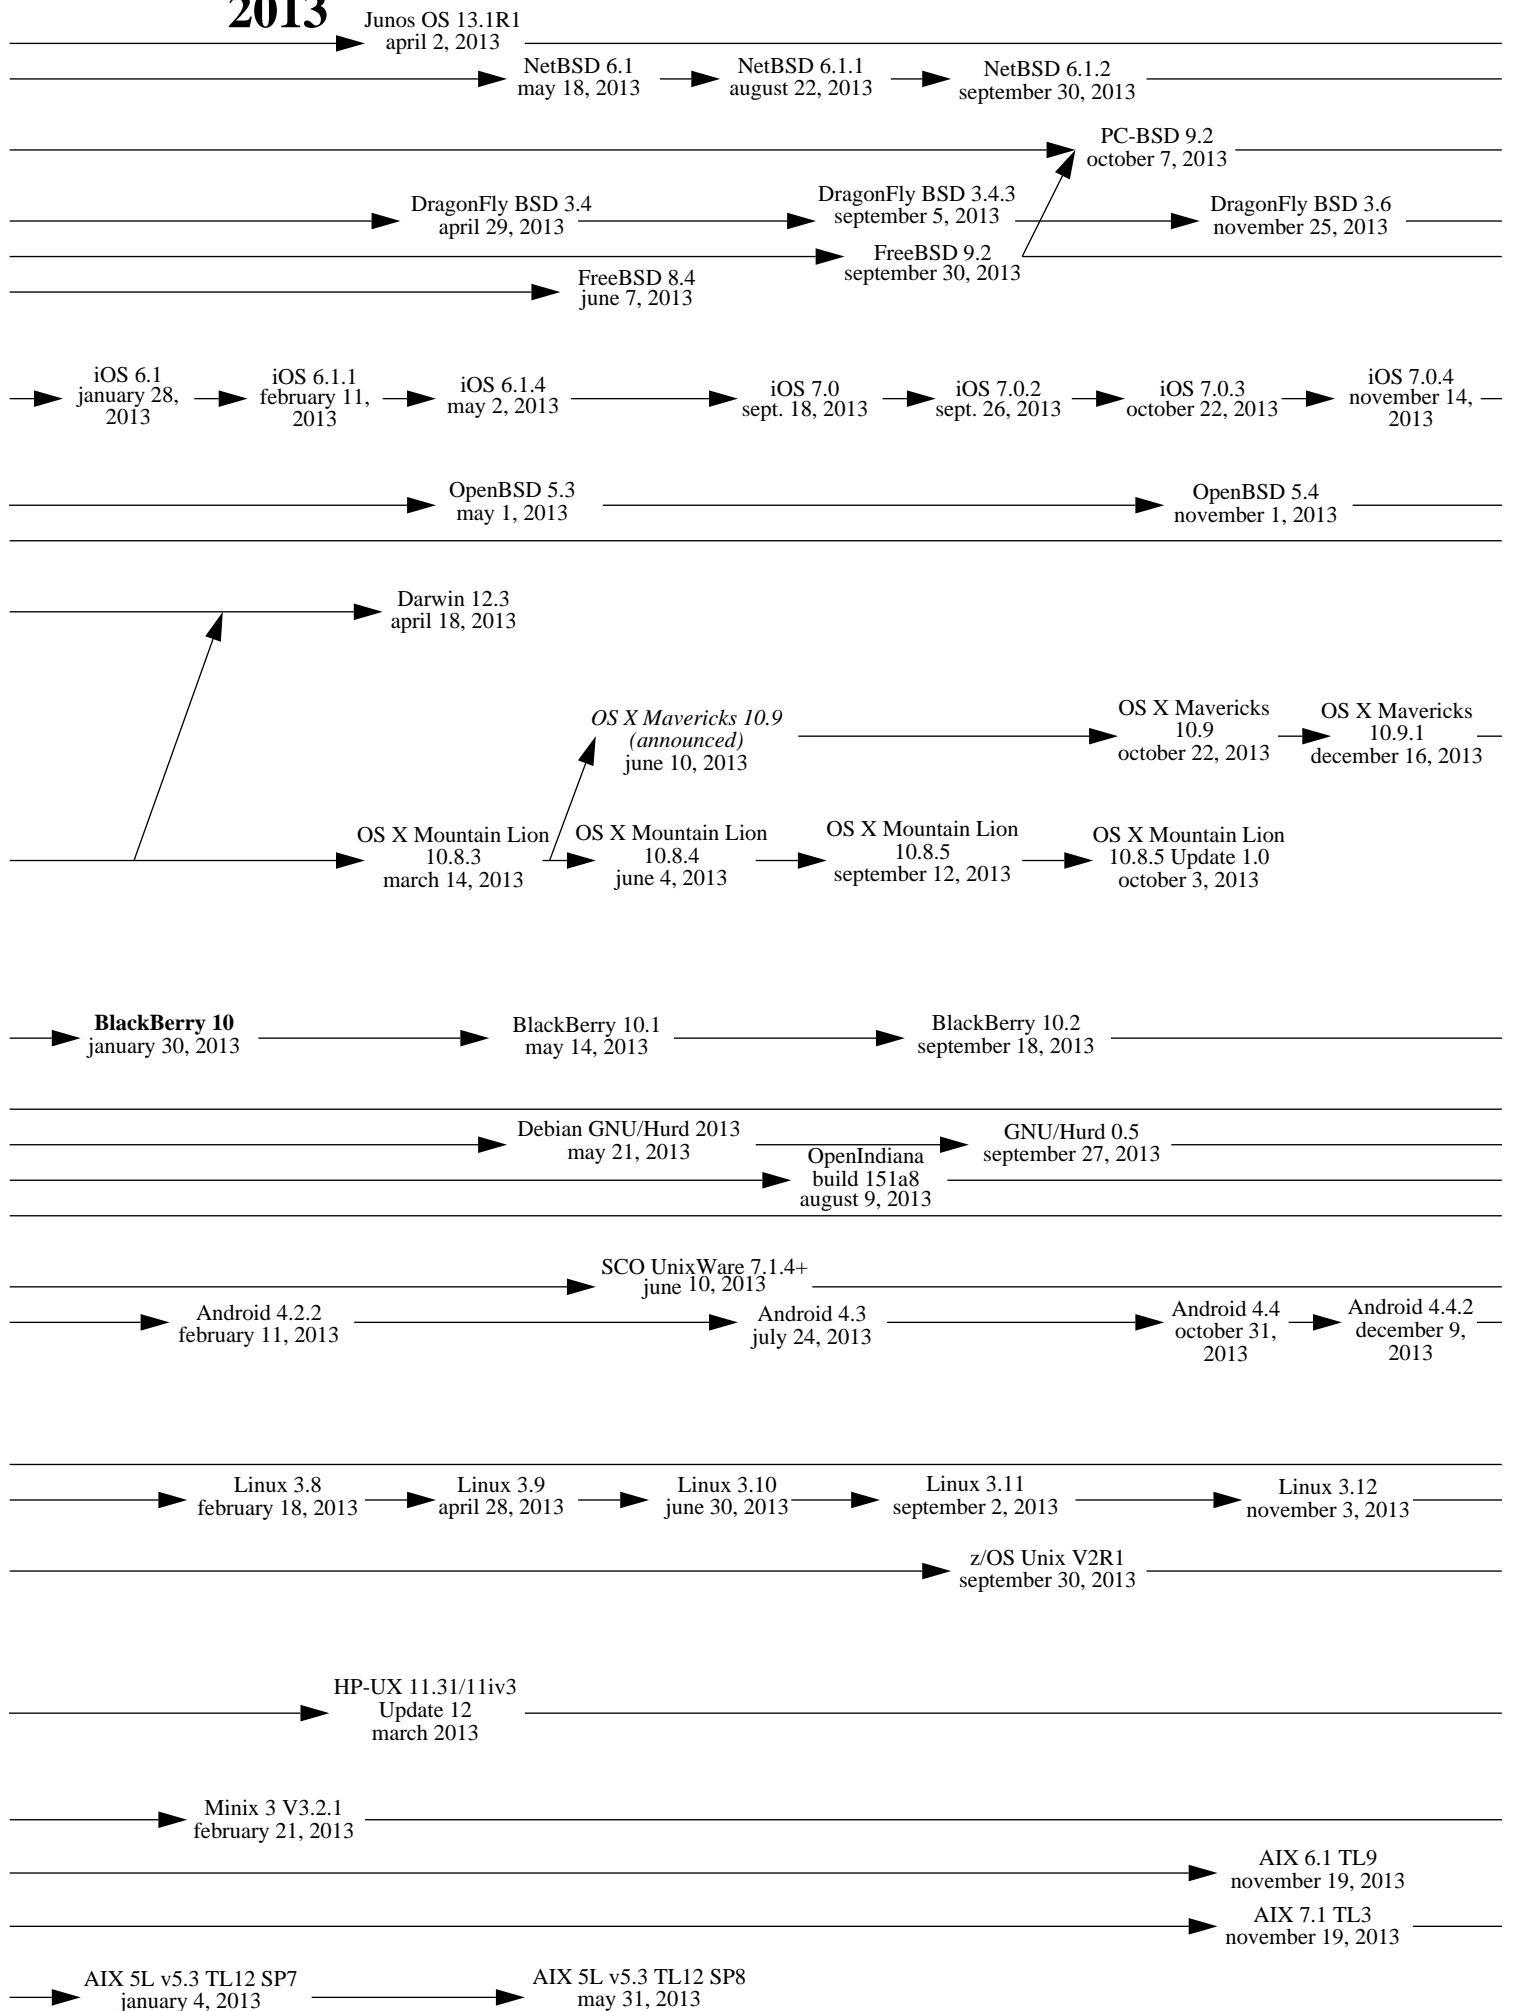 2013
Junos OS 13.1R1
april 2, 2013
NetBSD 6.1
may 18, 2013
NetBSD 6.1.1
august 22, 2013
NetBSD 6.1.2
september 30, 2013
PC-BSD 9.2
october 7, 2013
DragonFly BSD 3.4
april 29, 2013
DragonFly BSD 3.4.3
september 5, 2013
DragonFly BSD 3.6
november 25, 2013
FreeBSD 9.2
september 30, 2013
FreeBSD 8.4
june 7, 2013
iOS 6.1
january 28,
2013
iOS 6.1.1
february 11,
2013
iOS 6.1.4
may 2, 2013
iOS 7.0
sept. 18, 2013
iOS 7.0.2
sept. 26, 2013
iOS 7.0.3
october 22, 2013
iOS 7.0.4
november 14,
2013
OpenBSD 5.3
may 1, 2013
OpenBSD 5.4
november 1, 2013
Darwin 12.3
april 18, 2013
OS X Mavericks 10.9
(announced)
june 10, 2013
OS X Mavericks
10.9
october 22, 2013
OS X Mavericks
10.9.1
december 16, 2013
OS X Mountain Lion
10.8.3
march 14, 2013
OS X Mountain Lion
10.8.4
june 4, 2013
OS X Mountain Lion
10.8.5
september 12, 2013
OS X Mountain Lion
10.8.5 Update 1.0
october 3, 2013
BlackBerry 10
january 30, 2013
BlackBerry 10.1
may 14, 2013
BlackBerry 10.2
september 18, 2013
Debian GNU/Hurd 2013
may 21, 2013
GNU/Hurd 0.5
september 27, 2013
OpenIndiana
build 151a8
august 9, 2013
SCO UnixWare 7.1.4+
june 10, 2013
Android 4.2.2
february 11, 2013
Android 4.3
july 24, 2013
Android 4.4
october 31,
2013
Android 4.4.2
december 9,
2013
Linux 3.8
february 18, 2013
Linux 3.9
april 28, 2013
Linux 3.10
june 30, 2013
Linux 3.11
september 2, 2013
Linux 3.12
november 3, 2013
z/OS Unix V2R1
september 30, 2013
HP-UX 11.31/11iv3
Update 12
march 2013
Minix 3 V3.2.1
february 21, 2013
AIX 6.1 TL9
november 19, 2013
AIX 7.1 TL3
november 19, 2013
AIX 5L v5.3 TL12 SP7
january 4, 2013
AIX 5L v5.3 TL12 SP8
may 31, 2013